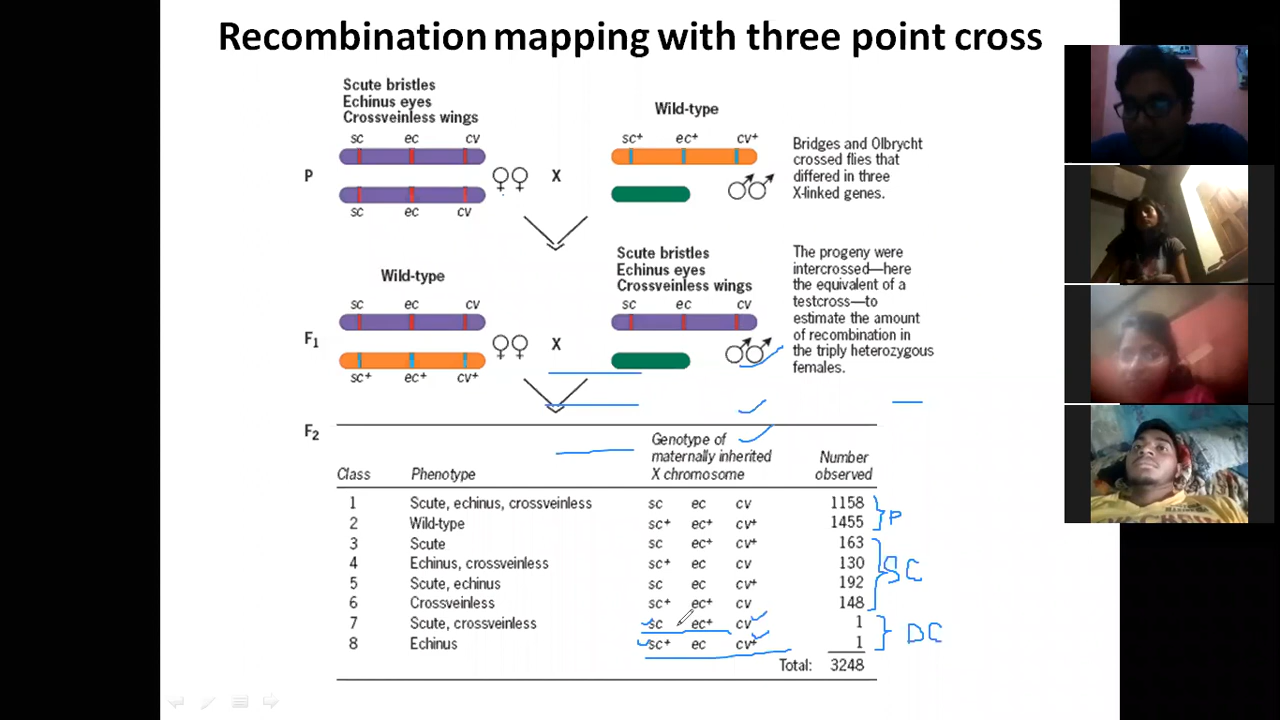 Recombination mapping with three point cross
Scute bristles
Echinus eyes
Crossveinless wings
sc ec cv
Wild-type
sc+ ec+ cv+
P
X
sc ec cv
Bridges and Olbrycht
crossed flies that
differed in three
X-linked genes.
Wild-type
sc ec cv
Scute bristles
Echinus eyes
Crossveinless wings
sc ec cv
F1
X
sc+ ec+ cv+
The progeny were
intercrossed—here
the equivalent of a
testcross—to
estimate the amount
of recombination in
the triply heterozygous
females.
F2
Class Phenotype Genotype of maternally inherited X chromosome Number observed
1 Scute, echinus, crossveinless sc ec cv 1158
2 Wild-type sc+ ec+ cv+ 1455
P
3 Scute sc ec+ cv+ 163
4 Echinus, crossveinless sc+ ec cv 130
5 Scute, echinus sc ec cv+ 192
6 Crossveinless sc+ ec+ cv 148
SC
7 Scute, crossveinless sc ec+ cv 1
8 Echinus sc+ ec cv+ 1
DC
Total: 3248